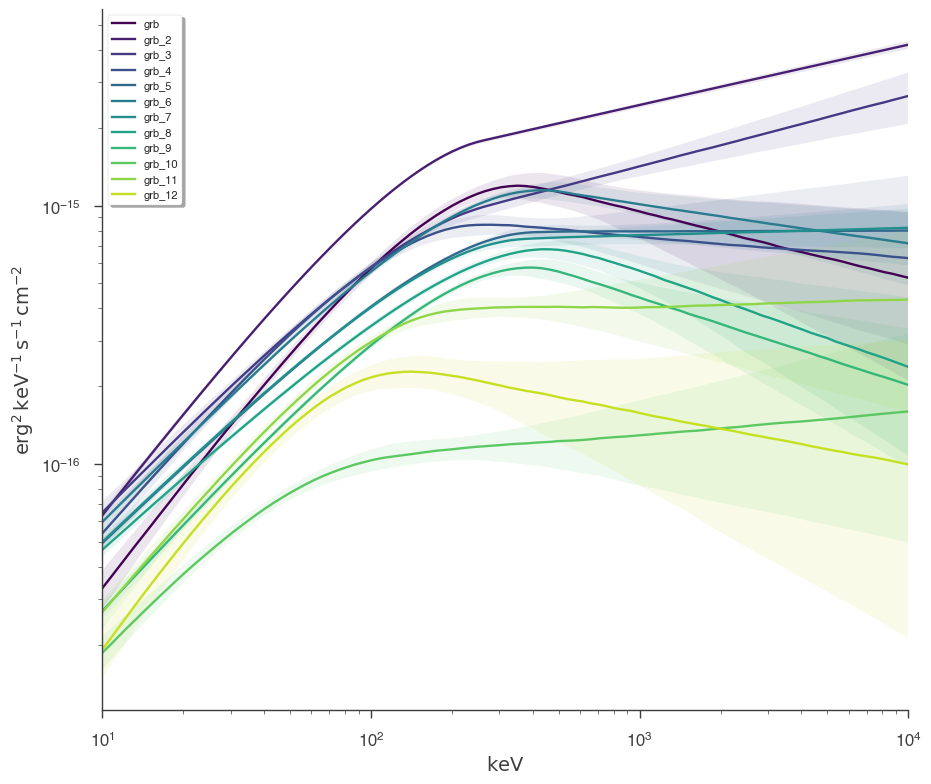 grb
grb_2
grb_3
grb_4
grb_5
grb_6
grb_7
grb_8
grb_9
grb_10
grb_11
grb_12
10⁻¹⁵
10⁻¹⁶
erg² keV⁻¹ s⁻¹ cm⁻²
10¹ 10² 10³ 10⁴
keV